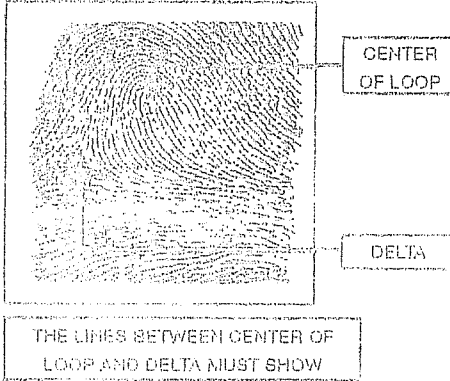 CENTER
OF LOOP
DELTA
THE LINES BETWEEN CENTER OF
LOOP AND DELTA MUST SHOW